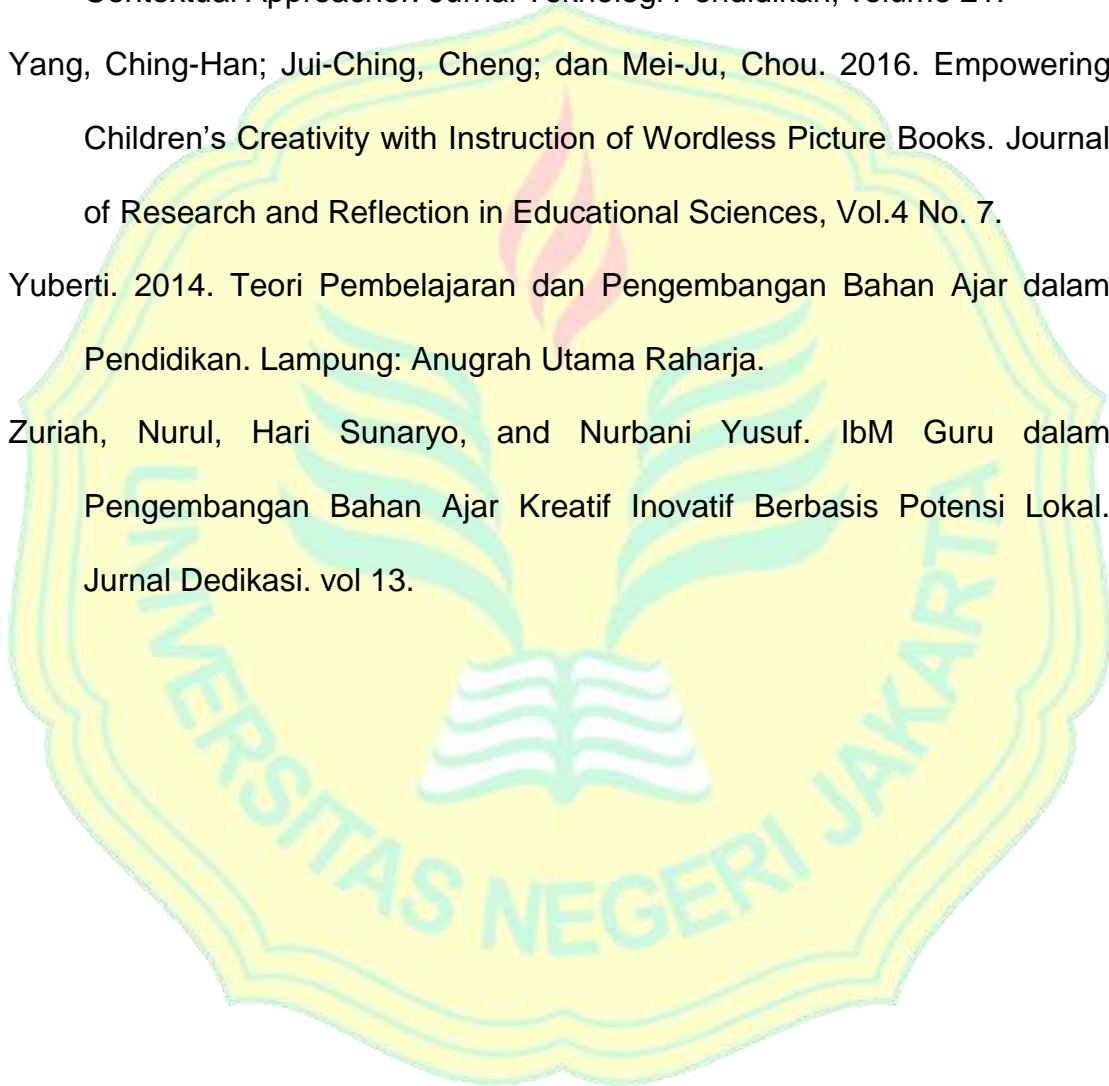 Yang, Ching-Han; Jui-Ching, Cheng; dan Mei-Ju, Chou. 2016. Empowering
Children's Creativity with Instruction of Wordless Picture Books. Journal
of Research and Reflection in Educational Sciences, Vol.4 No. 7.
Yuberti. 2014. Teori Pembelajaran dan Pengembangan Bahan Ajar dalam
Pendidikan. Lampung: Anugrah Utama Raharja.
Zuriah, Nurul, Hari Sunaryo, and Nurbani Yusuf. IbM Guru dalam
Pengembangan Bahan Ajar Kreatif Inovatif Berbasis Potensi Lokal.
Jurnal Dedikasi. vol 13.
UNIVERSITAS NEGERI JAKARTA